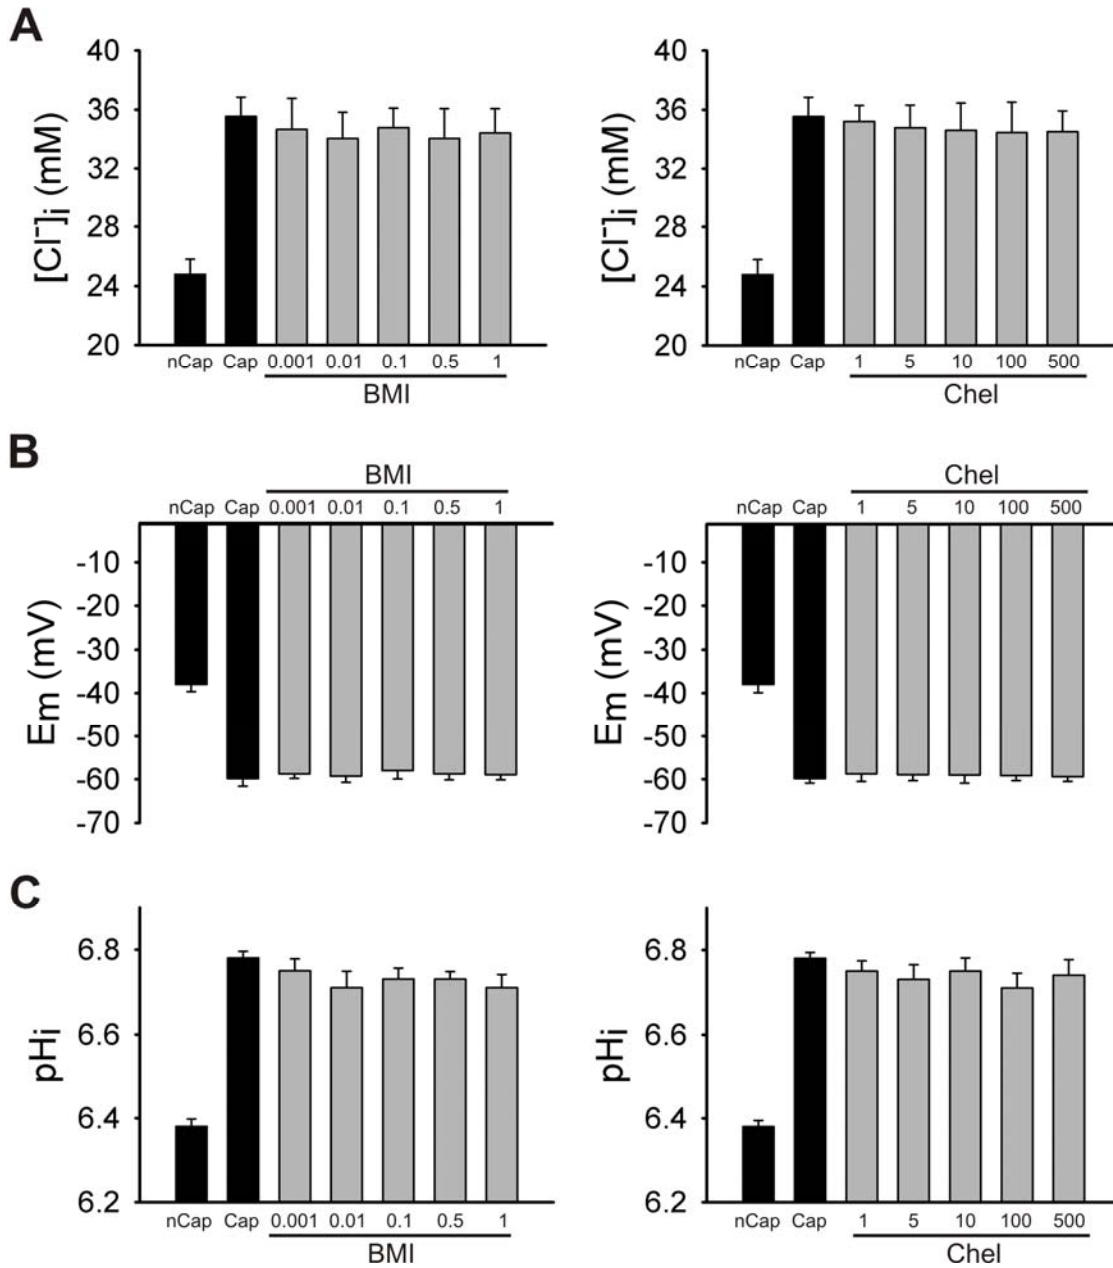 A
[Cl⁻]i (mM)
40
36
32
28
24
20
nCap Cap 0.001 0.01 0.1 0.5 1
BMI
[Cl⁻]i (mM)
40
36
32
28
24
20
nCap Cap 1 5 10 100 500
Chel
B
BMI
nCap Cap 0.001 0.01 0.1 0.5 1
Em (mV)
-10
-20
-30
-40
-50
-60
-70
Chel
nCap Cap 1 5 10 100 500
Em (mV)
-10
-20
-30
-40
-50
-60
-70
C
pHi
6.8
6.6
6.4
6.2
nCap Cap 0.001 0.01 0.1 0.5 1
BMI
pHi
6.8
6.6
6.4
6.2
nCap Cap 1 5 10 100 500
Chel